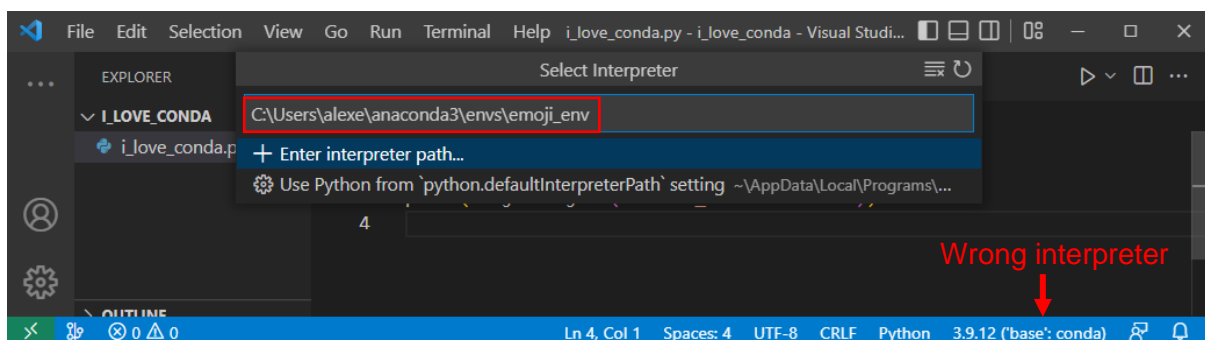 File Edit Selection View Go Run Terminal Help i_love_conda.py - i_love_conda - Visual Studi...
EXPLORER
Select Interpreter
I_LOVE_CONDA
C:\Users\alexe\anaconda3\envs\emoji_env
i_love_conda.p
+ Enter interpreter path...
Use Python from `python.defaultInterpreterPath` setting ~\AppData\Local\Programs\...
4
Wrong interpreter
OUTLINE
0 0 Ln 4, Col 1 Spaces: 4 UTF-8 CRLF Python 3.9.12 ('base': conda)